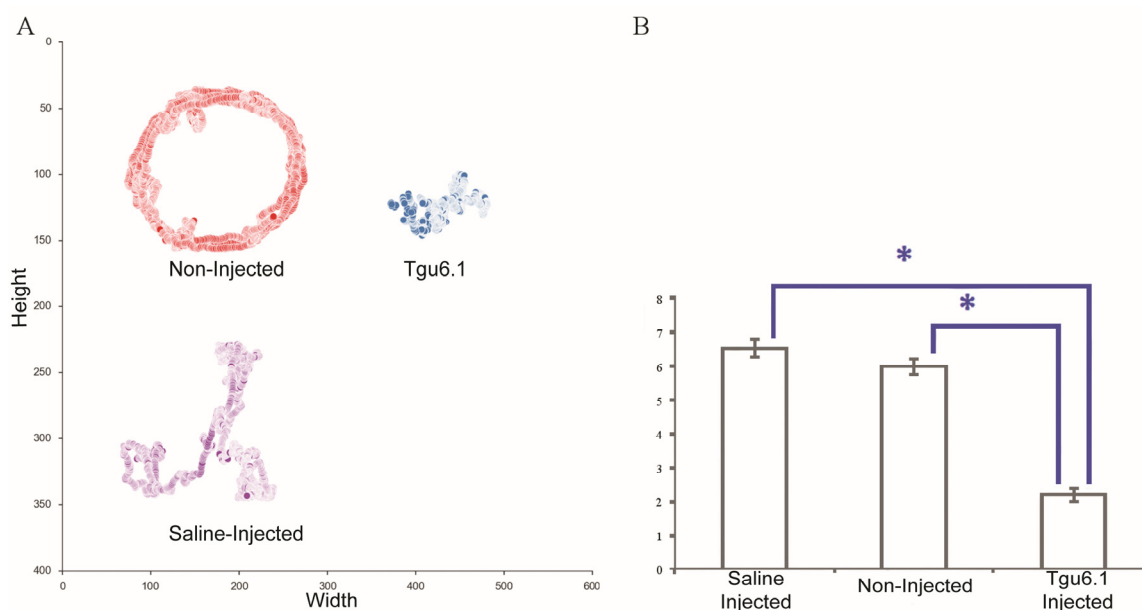 A
0
50
100
150
200
250
300
350
400
Height
0
100
200
300
400
500
600
Width
Non-Injected
Tgu6.1
Saline-Injected
B
*
*
8
7
6
5
4
3
2
1
0
Saline
Injected
Non-Injected
Tgu6.1
Injected